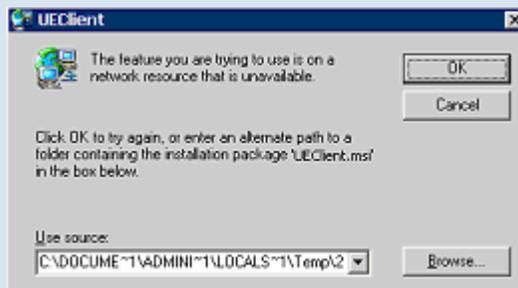 UEClient
The feature you are trying to use is on a
network resource that is unavailable.
OK
Cancel
Click OK to try again, or enter an alternate path to a
folder containing the installation package 'UEClient.msi'
in the box below.
Use source:
C:\DOCUME~1\ADMINI~1\LOCALS~1\Temp\2
Browse...